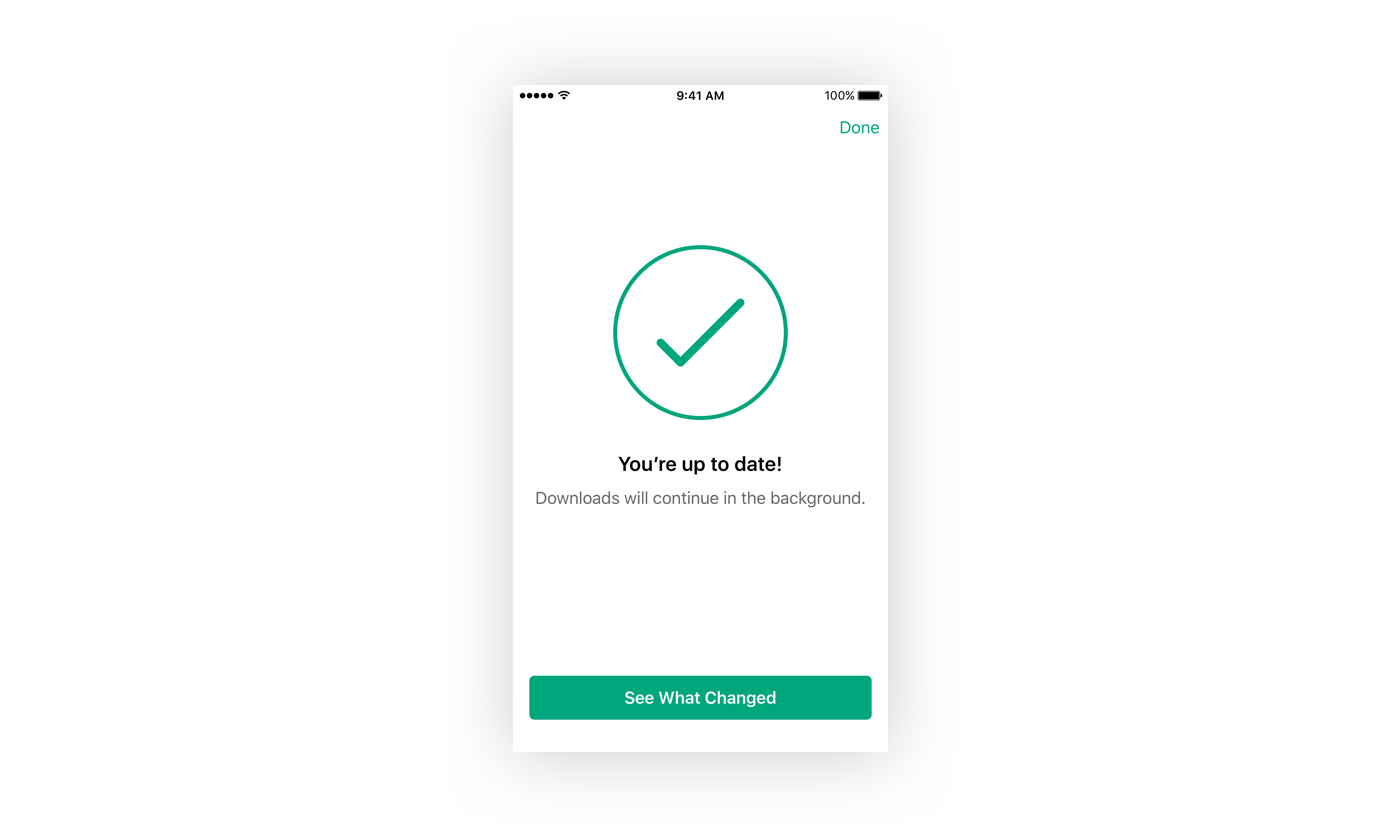 9:41 AM
100%
Done
You’re up to date!
Downloads will continue in the background.
See What Changed